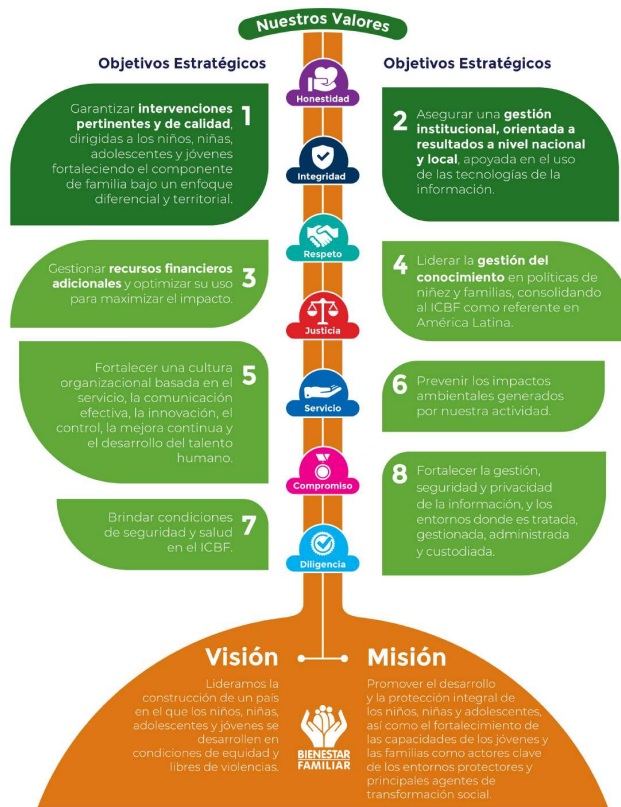 Nuestros Valores
Objetivos Estratégicos
Objetivos Estratégicos
Honestidad
1
Garantizar intervenciones
pertinentes y de calidad,
dirigidas a los niños, niñas,
adolescentes y jóvenes
fortaleciendo el componente
de familia bajo un enfoque
diferencial y territorial.
2
Asegurar una gestión
institucional, orientada a
resultados a nivel nacional
y local, apoyada en el uso
de las tecnologías de la
información.
Integridad
Respeto
3
Gestionar recursos financieros
adicionales y optimizar su uso
para maximizar el impacto.
4
Liderar la gestión del
conocimiento en políticas de
niñez y familias, consolidando
al ICBF como referente en
América Latina.
Justicia
5
Fortalecer una cultura
organizacional basada en el
servicio, la comunicación
efectiva, la innovación, el
control, la mejora continua y
el desarrollo del talento
humano.
6
Prevenir los impactos
ambientales generados
por nuestra actividad.
Servicio
Compromiso
7
Brindar condiciones
de seguridad y salud
en el ICBF.
8
Fortalecer la gestión,
seguridad y privacidad
de la información, y los
entornos donde es tratada,
gestionada, administrada
y custodiada.
Diligencia
Visión
Lideramos la
construcción de un país
en el que los niños, niñas,
adolescentes y jóvenes se
desarrollen en
condiciones de equidad y
libres de violencias.
BIENESTAR
FAMILIAR
Misión
Promover el desarrollo
y la protección integral de
los niños, niñas y adolescentes,
así como el fortalecimiento de
las capacidades de los jóvenes y
las familias como actores clave
de los entornos protectores y
principales agentes de
transformación social.